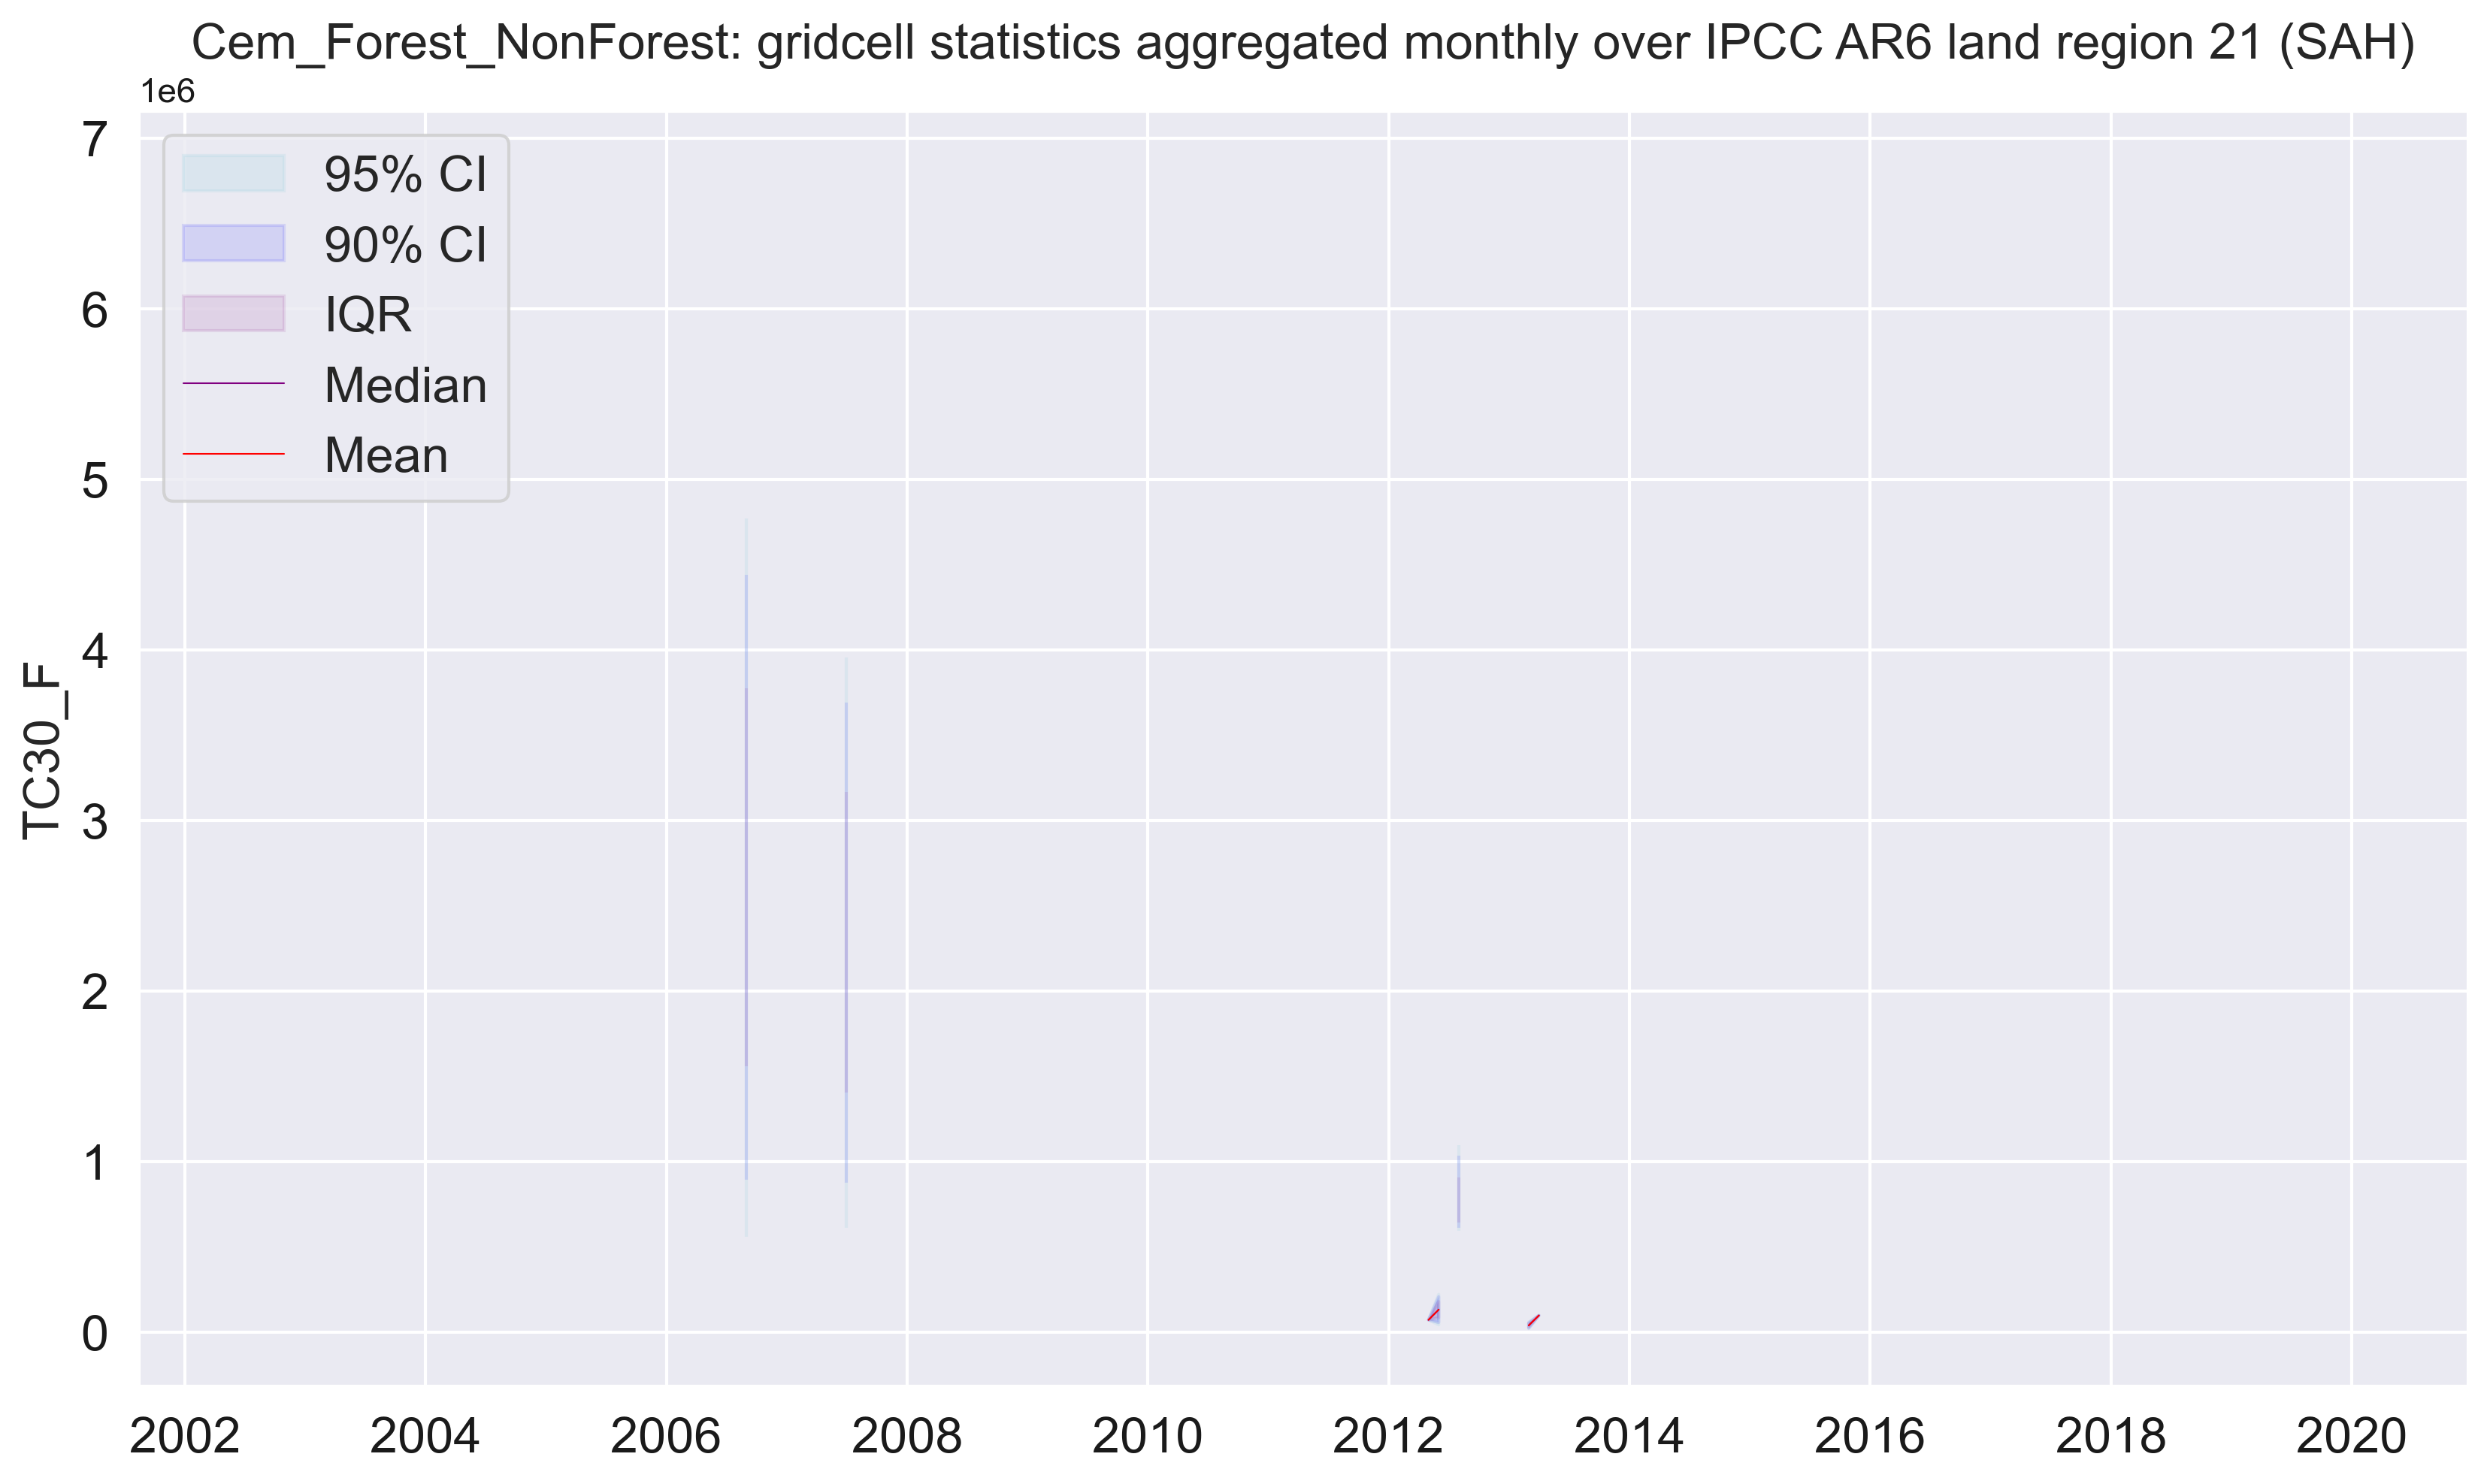 Cem_Forest_NonForest: gridcell statistics aggregated monthly over IPCC AR6 land region 21 (SAH)
1e6
7
6
5
4
3
2
1
0
TC30_F
95% CI
90% CI
IQR
Median
Mean
2002 2004 2006 2008 2010 2012 2014 2016 2018 2020